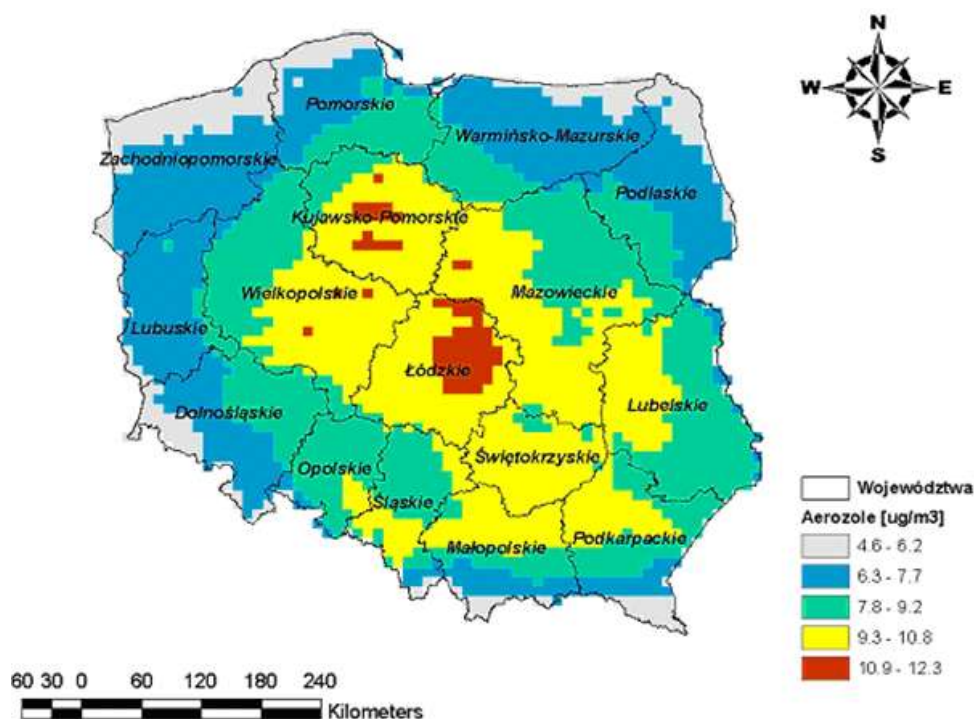 N
W E
S
Pomorskie
Warmińsko-Mazurskie
Zachodniopomorskie
Podlaskie
Kujawsko-Pomorskie
Wielkopolskie
Mazowieckie
Lubuskie
Łódzkie
Dolnośląskie
Lubelskie
Opolskie
Świętokrzyskie
Śląskie
Małopolskie
Podkarpackie
Województwa
Aerozole [ug/m3]
4.6 - 6.2
6.3 - 7.7
7.8 - 9.2
9.3 - 10.8
10.9 - 12.3
60 30 0 60 120 180 240
Kilometers